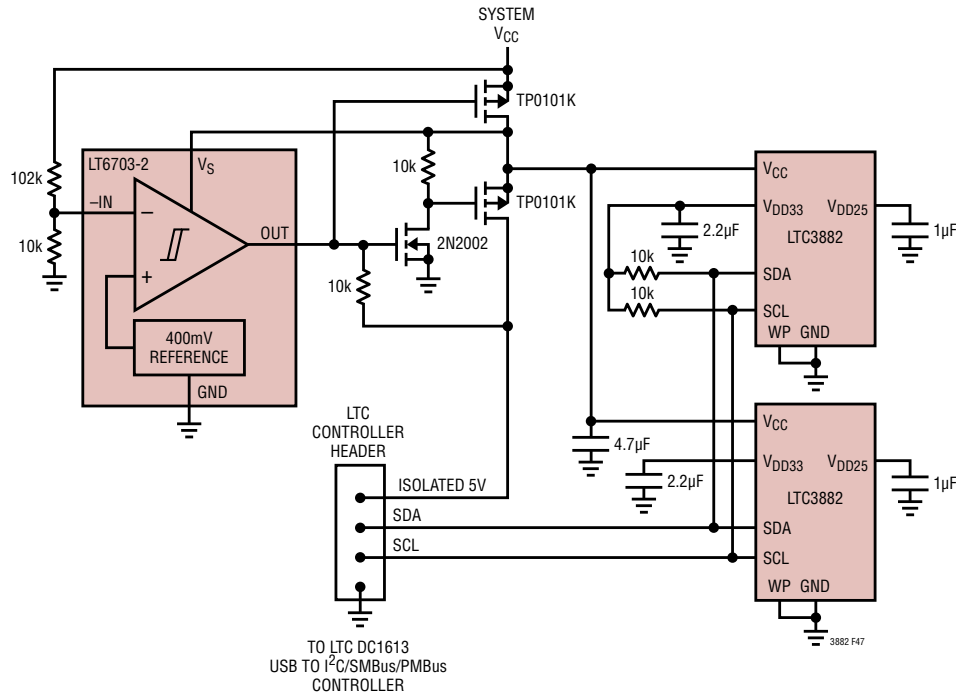 SYSTEM
VCC
TP0101K
LT6703-2
VS
102k
–IN
–
10k
+
OUT
400mV
REFERENCE
GND
10k
TP0101K
2N2002
10k
VCC
VDD33
VDD25
2.2µF
LTC3882
1µF
10k
SDA
10k
SCL
WP GND
LTC
CONTROLLER
HEADER
ISOLATED 5V
SDA
SCL
4.7µF
VCC
VDD33
VDD25
2.2µF
LTC3882
1µF
SDA
SCL
WP GND
3882 F47
TO LTC DC1613
USB TO I2C/SMBus/PMBus
CONTROLLER